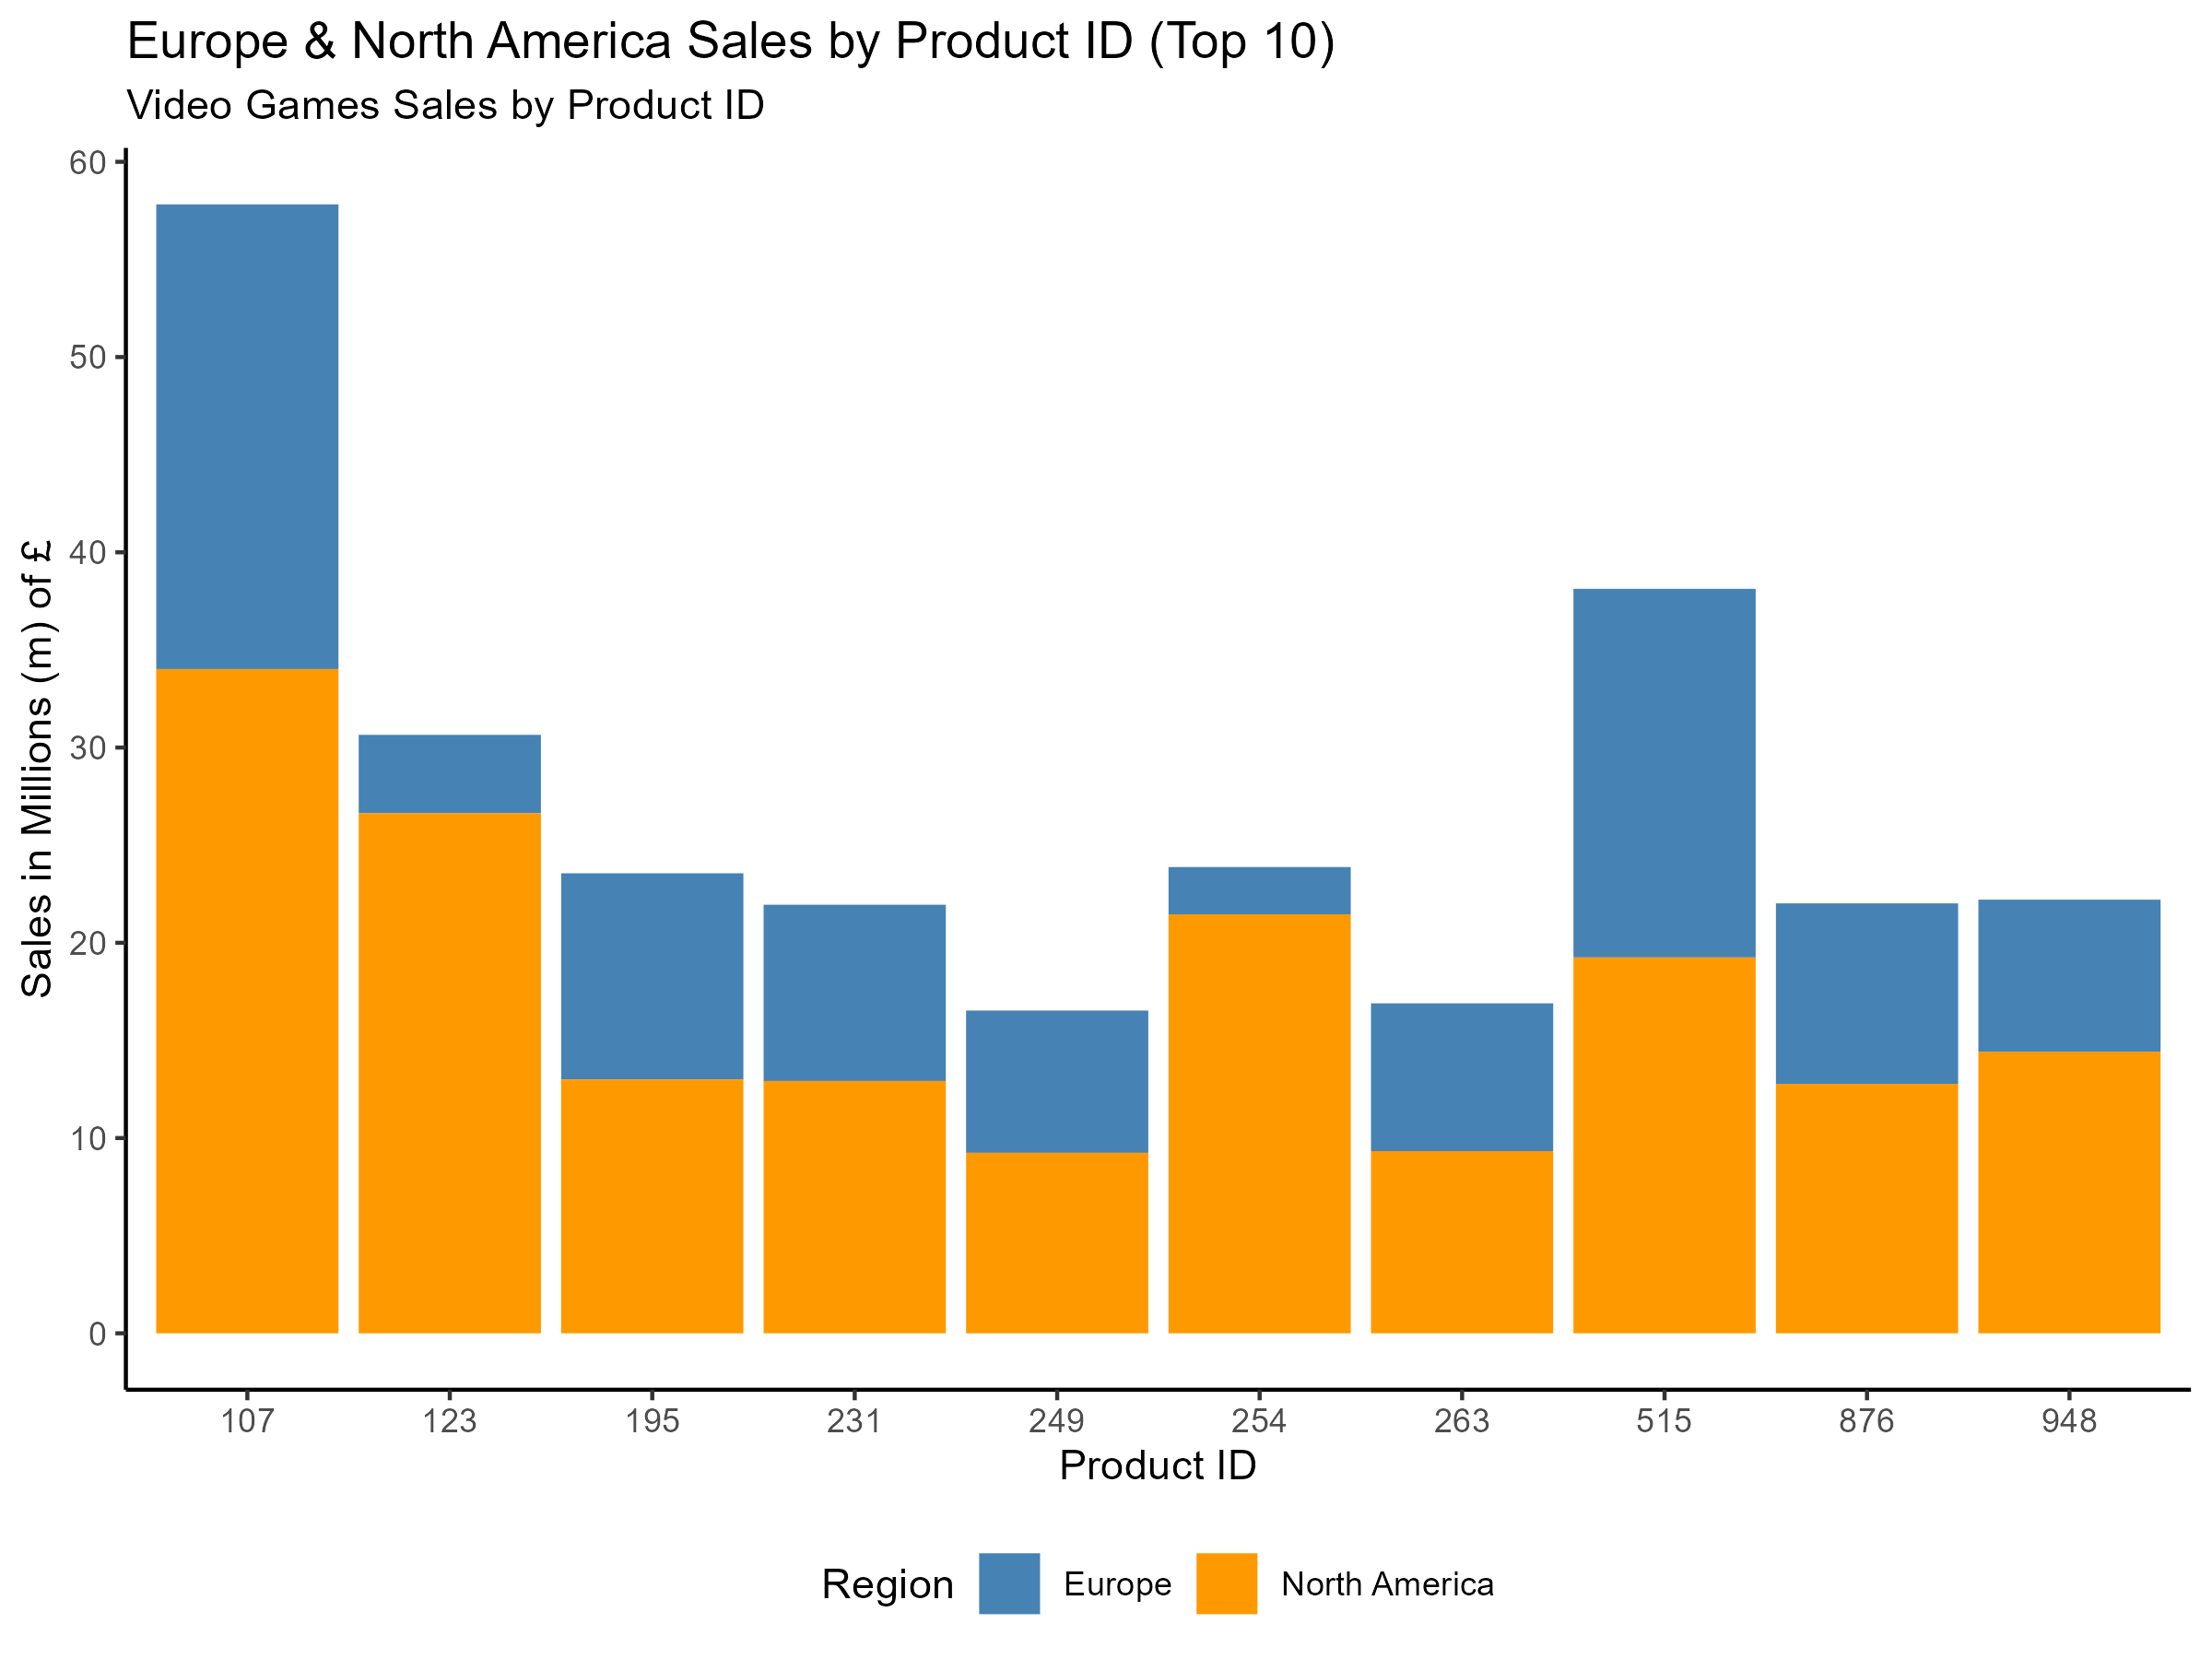 Europe & North America Sales by Product ID (Top 10)
Video Games Sales by Product ID
Sales in Millions (m) of £
60
50
40
30
20
10
0
107 123 195 231 249 254 263 515 876 948
Product ID
Region Europe North America